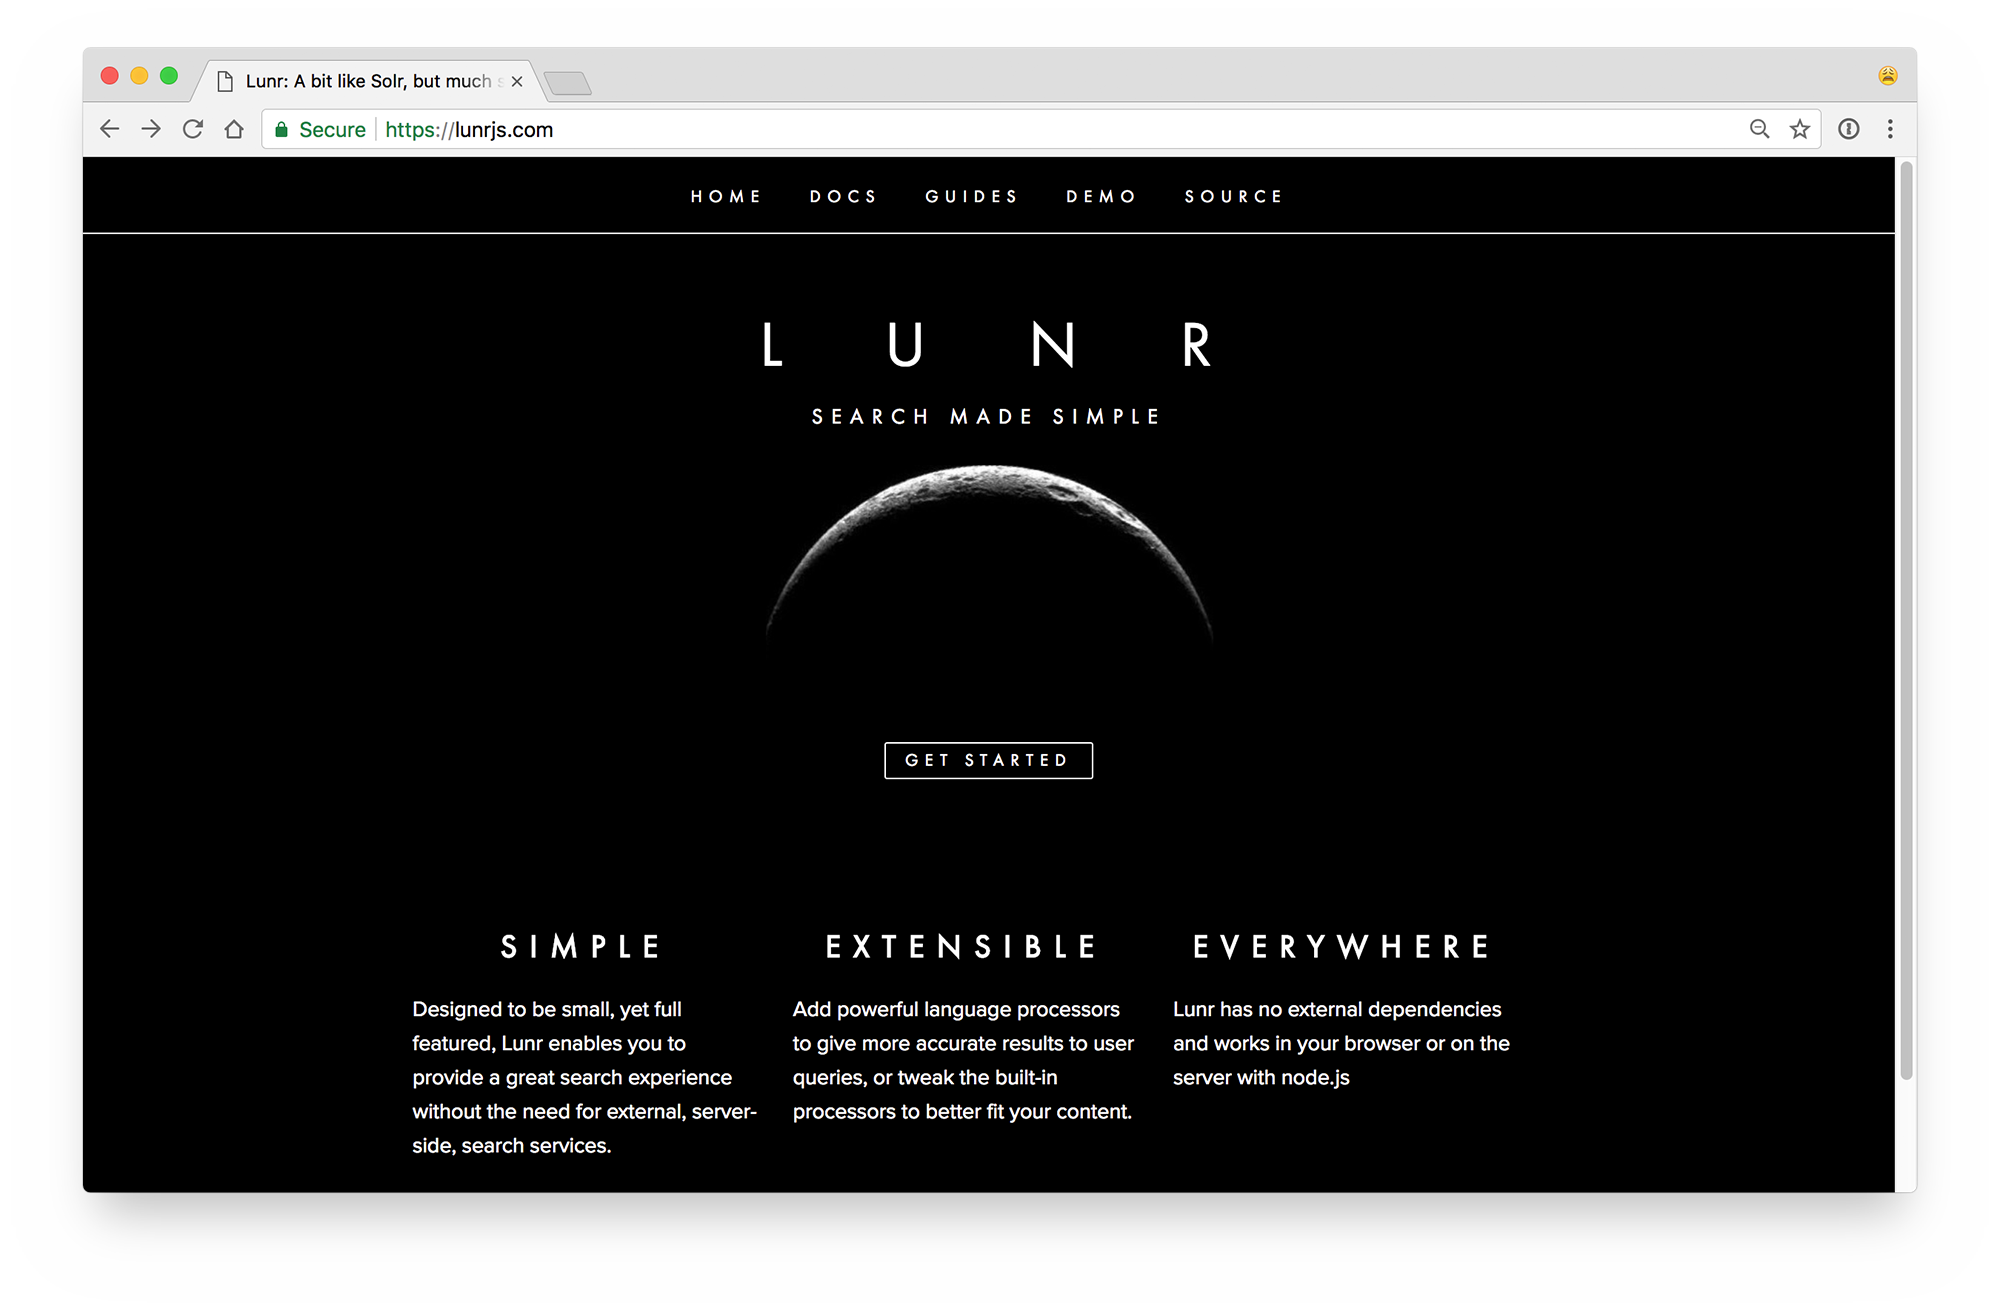 Lunr: A bit like Solr, but much
Secure https://lunrjs.com
HOME DOCS GUIDES DEMO SOURCE
LUNR
SEARCH MADE SIMPLE
GET STARTED
SIMPLE
Designed to be small, yet full
featured, Lunr enables you to
provide a great search experience
without the need for external, server-
side, search services.
EXTENSIBLE
Add powerful language processors
to give more accurate results to user
queries, or tweak the built-in
processors to better fit your content.
EVERYWHERE
Lunr has no external dependencies
and works in your browser or on the
server with node.js